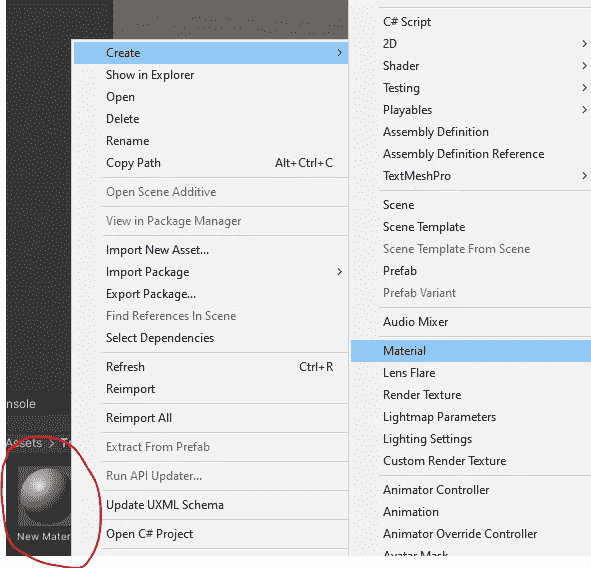 Create
Show in Explorer
Open
Delete
Rename
Copy Path Alt+Ctrl+C
Open Scene Additive
View in Package Manager
Import New Asset...
Import Package
Export Package...
Find References In Scene
Select Dependencies
Refresh Ctrl+R
Reimport
Reimport All
Extract From Prefab
Run API Updater...
Update UXML Schema
Open C# Project
C# Script
2D
Shader
Testing
Playables
Assembly Definition
Assembly Definition Reference
TextMeshPro
Scene
Scene Template
Scene Template From Scene
Prefab
Prefab Variant
Audio Mixer
Material
Lens Flare
Render Texture
Lightmap Parameters
Lighting Settings
Custom Render Texture
Animator Controller
Animation
Animator Override Controller
Avatar Mask
nsole
Assets >
New Mater